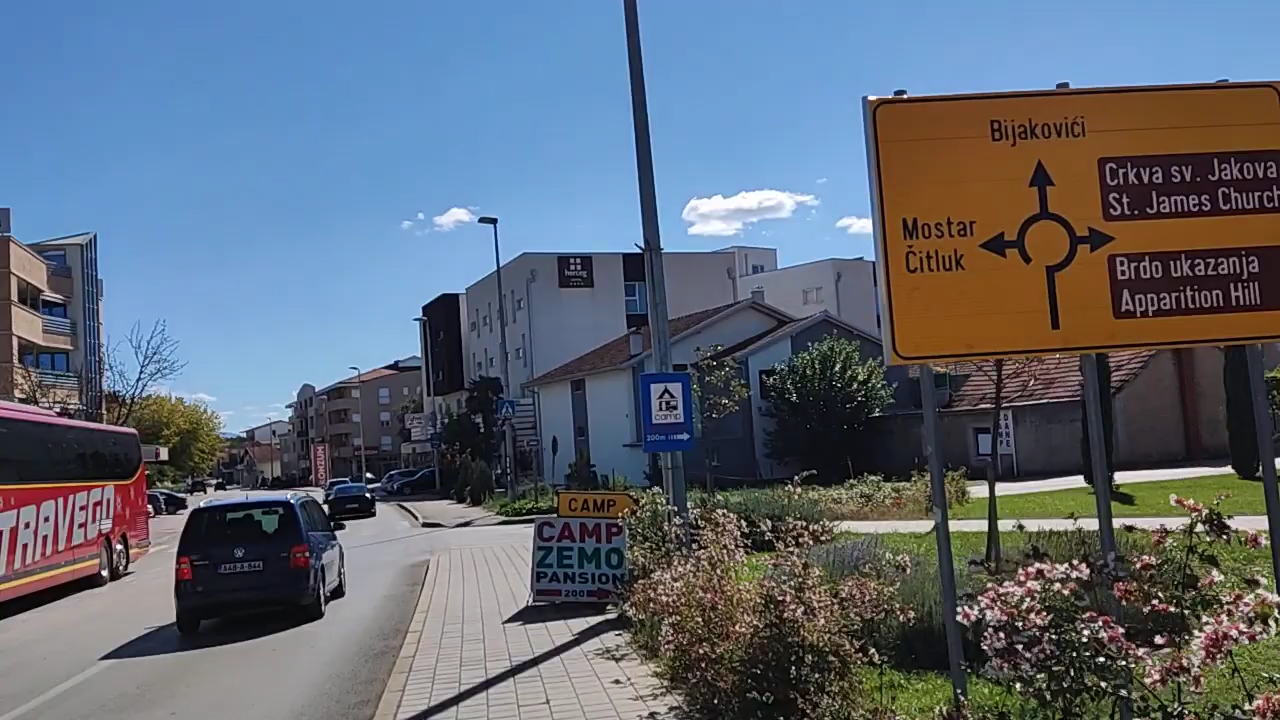 Bijakovići
Crkva sv. Jakova
St. James Church
Mostar
Čitluk
Brdo ukazanja
Apparition Hill
herceg
camp
200m
CAMP
CAMP
ZEMO
PANSION
200
TRAVEGO
KONZUM